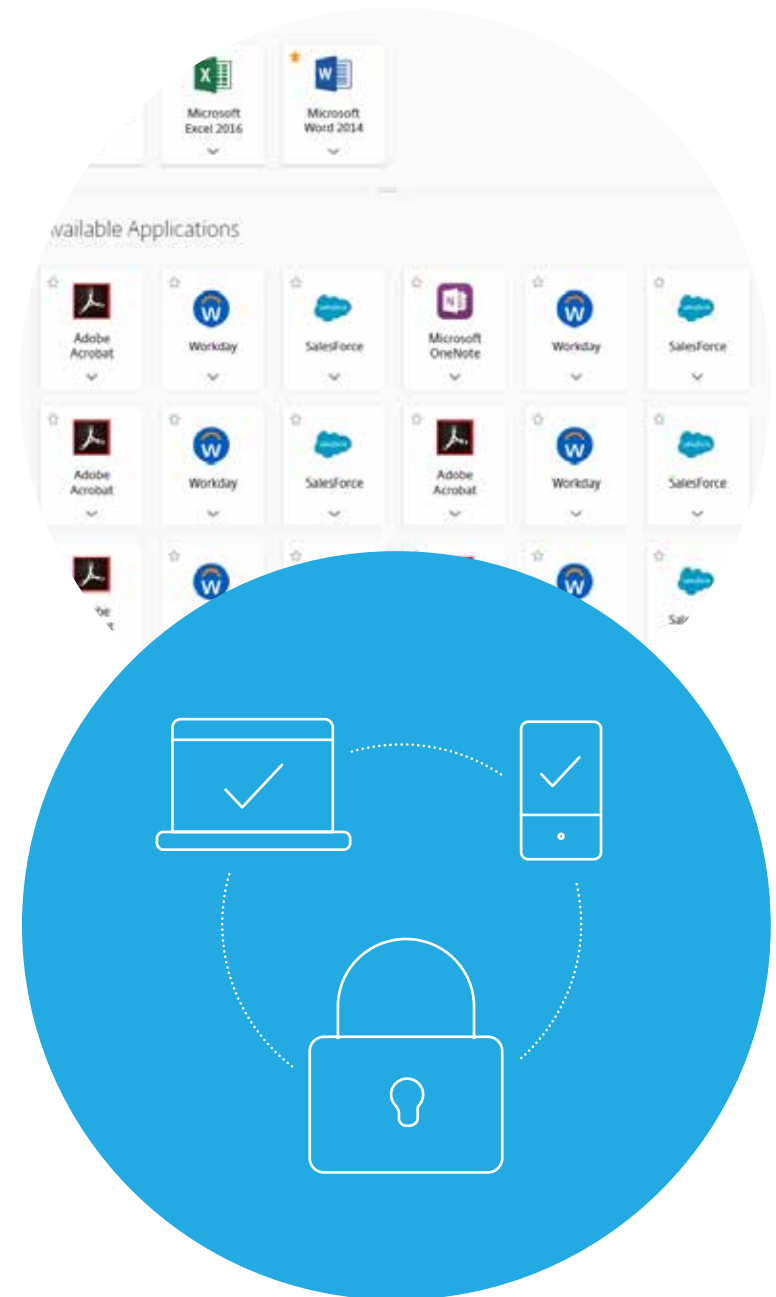 Microsoft
Excel 2016
Microsoft
Word 2014
vailable Applications
Adobe
Acrobat
Workday
SalesForce
Microsoft
OneNote
Workday
SalesForce
Adobe
Acrobat
Workday
SalesForce
Adobe
Acrobat
Workday
SalesForce